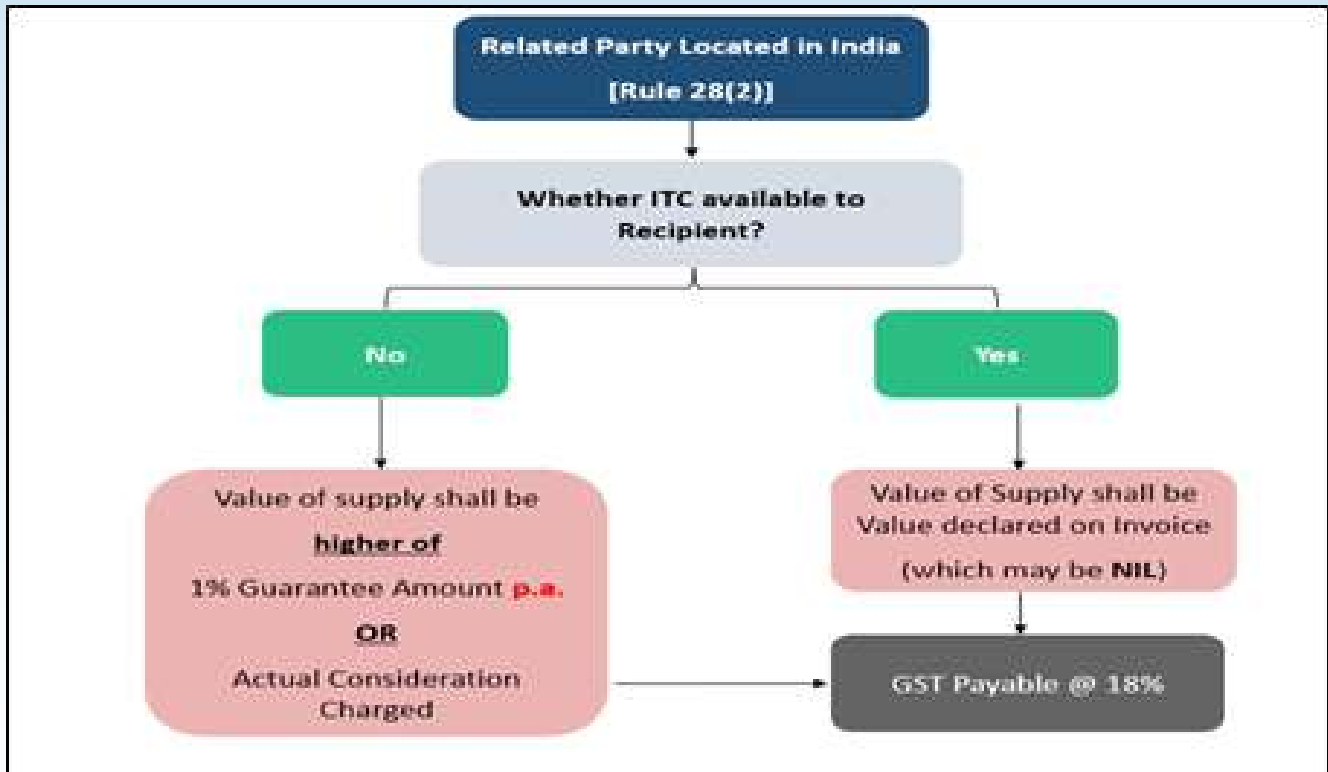 Related Party Located in India
[Rule 28(2)]
Whether ITC available to
Recipient?
No
Yes
Value of supply shall be
higher of
1% Guarantee Amount p.a.
OR
Actual Consideration
Charged
Value of Supply shall be
Value declared on Invoice
(which may be NIL)
GST Payable @ 18%